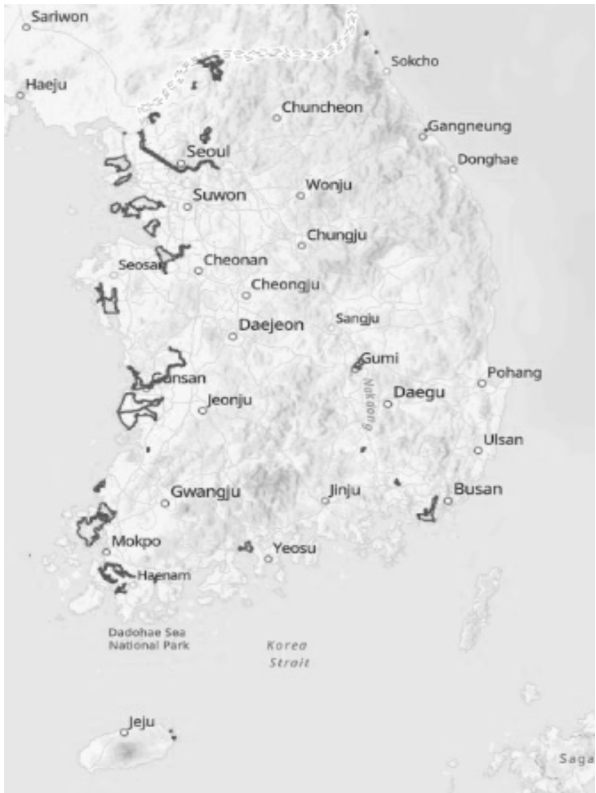 Sariwon
Sokcho
Haeju
Chuncheon
Gangneung
Seoul
Donghae
Wonju
Suwon
Chungju
Cheonan
Seosan
Cheongju
Sangju
Daejeon
Gumi
Pohang
Gunsan
Nakdong
Daegu
Jeonju
Ulsan
Gwangju
Jinju
Busan
Mokpo
Yeosu
Haenam
Dadohae Sea
National Park
Korea
Strait
Jeju
Saga